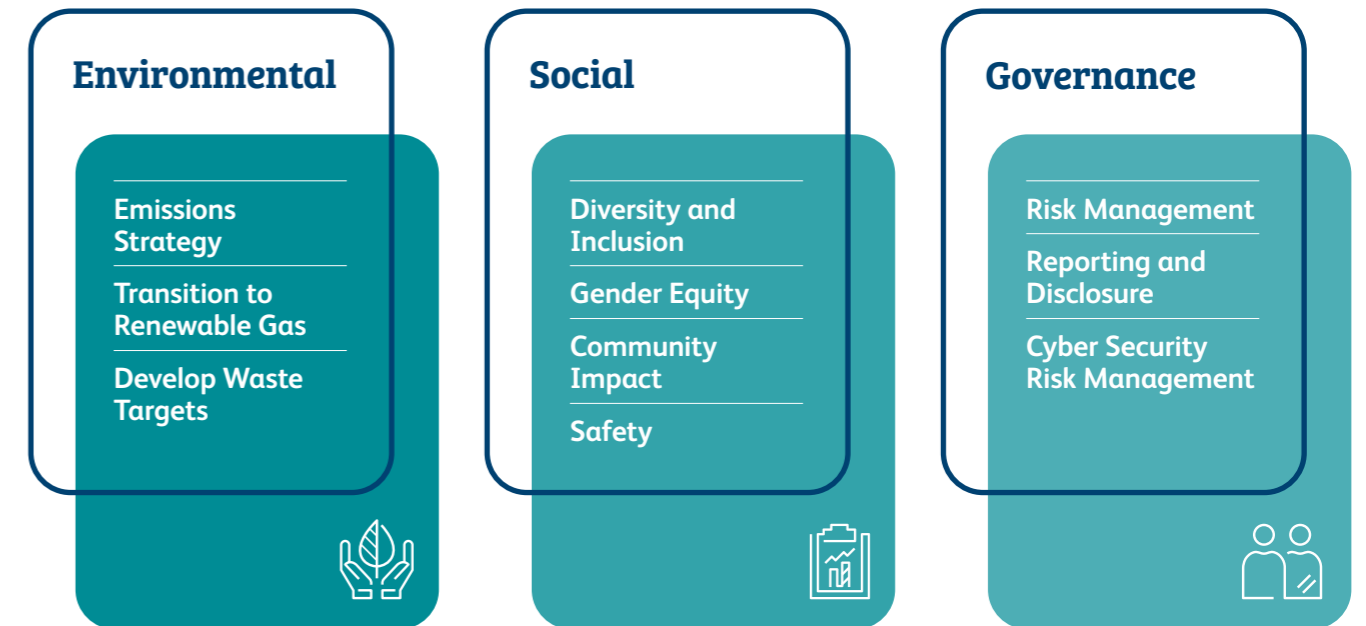 Environmental
Emissions
Strategy
Transition to
Renewable Gas
Develop Waste
Targets
Social
Diversity and
Inclusion
Gender Equity
Community
Impact
Safety
Governance
Risk Management
Reporting and
Disclosure
Cyber Security
Risk Management